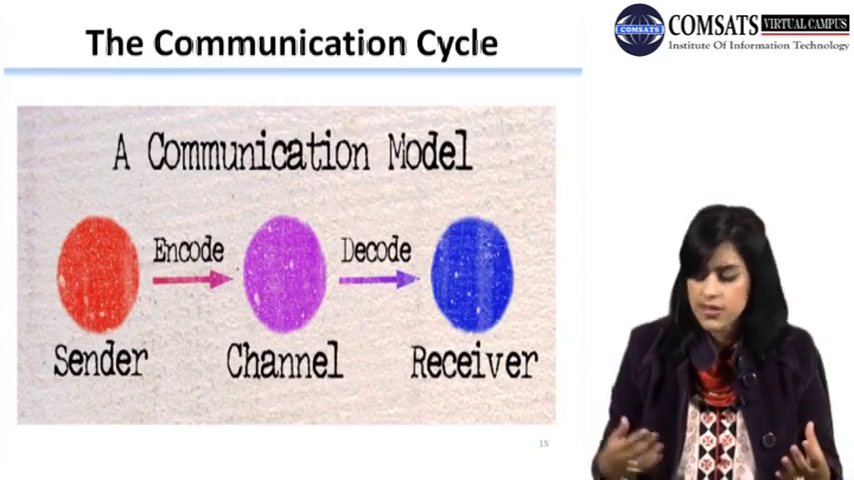 The Communication Cycle
COMSATS
COMSATS VIRTUAL CAMPUS
Institute Of Information Technology
A Communication Model
Encode
Decode
Sender
Channel
Receiver
15